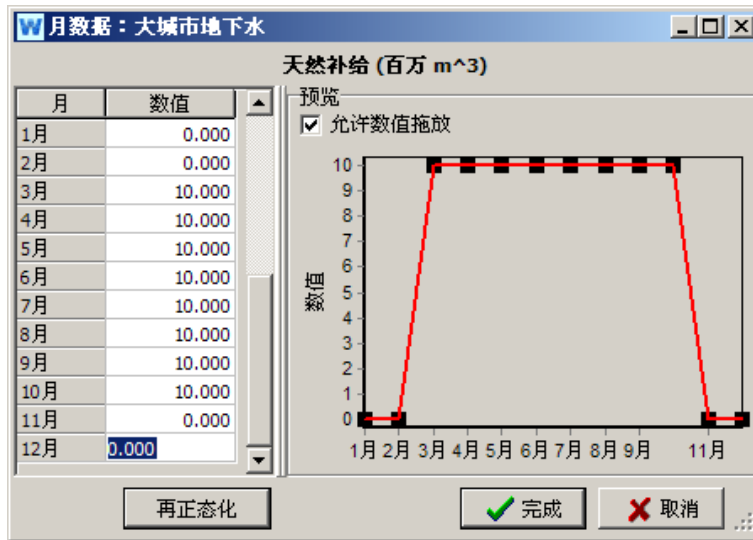 W 月数据：大城市地下水
天然补给 (百万 m^3)
月 数值
1月 0.000
2月 0.000
3月 10.000
4月 10.000
5月 10.000
6月 10.000
7月 10.000
8月 10.000
9月 10.000
10月 10.000
11月 0.000
12月 0.000
预览
允许数值拖放
数值
10
9
8
7
6
5
4
3
2
1
0
1月 2月 3月 4月 5月 6月 7月 8月 9月 11月
再正态化 完成 取消